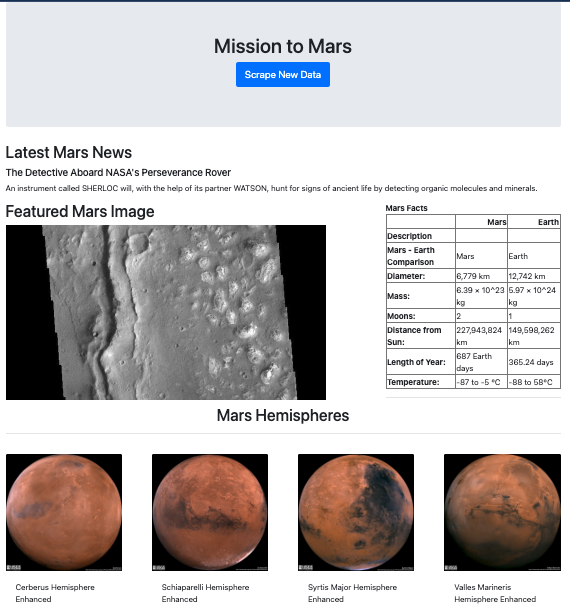 Mission to Mars
Scrape New Data
Latest Mars News
The Detective Aboard NASA's Perseverance Rover
An instrument called SHERLOC will, with the help of its partner WATSON, hunt for signs of ancient life by detecting organic molecules and minerals.
Featured Mars Image
Mars Facts
Mars Earth
Description
Mars - Earth
Comparison
Mars Earth
Diameter: 6,779 km 12,742 km
Mass: 6.39 × 10^23 kg 5.97 × 10^24 kg
Moons: 2 1
Distance from Sun: 227,943,824 km 149,598,262 km
Length of Year: 687 Earth days 365.24 days
Temperature: -87 to -5 °C -88 to 58°C
Mars Hemispheres
Cerberus Hemisphere
Enhanced
Schiaparelli Hemisphere
Enhanced
Syrtis Major Hemisphere
Enhanced
Valles Marineris
Hemisphere Enhanced